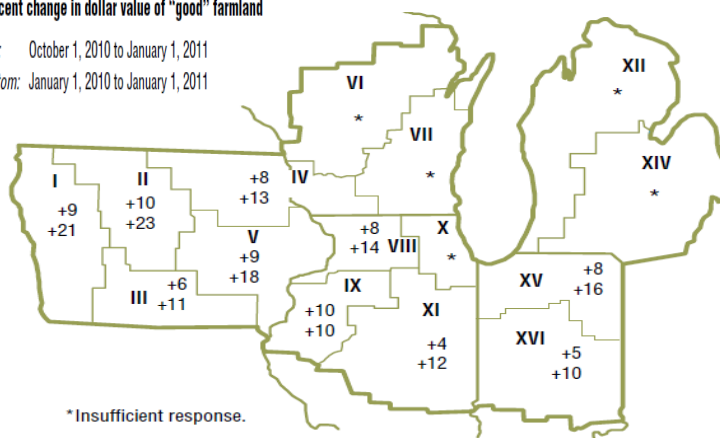 cent change in dollar value of “good” farmland
October 1, 2010 to January 1, 2011
tom: January 1, 2010 to January 1, 2011
XII
*
VI
*
VII
*
XIV
*
I
+9
+21
II
+10
+23
+8
+13
IV
V
+9
+18
III
+6
+11
+8
+14
VIII
X
*
IX
+10
+10
XI
+4
+12
XV
+8
+16
XVI
+5
+10
*Insufficient response.